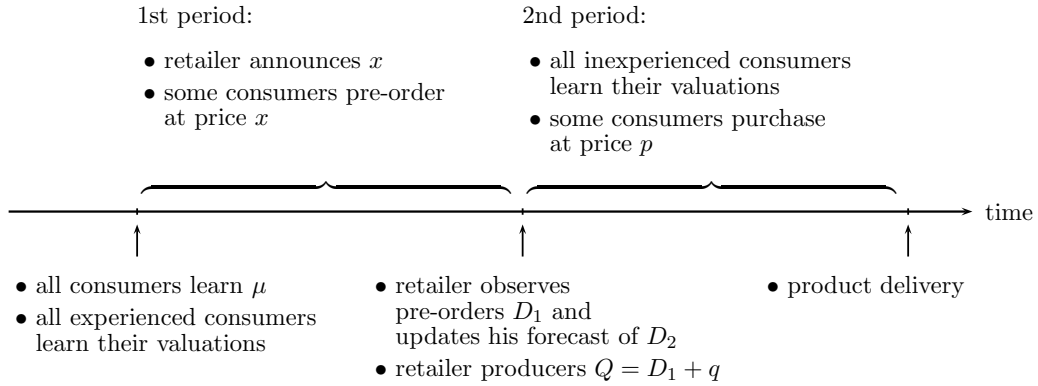 1st period:
• retailer announces x
• some consumers pre-order
at price x
2nd period:
• all inexperienced consumers
learn their valuations
• some consumers purchase
at price p
time
• all consumers learn μ
• all experienced consumers
learn their valuations
• retailer observes
pre-orders D₁ and
updates his forecast of D₂
• retailer producers Q = D₁ + q
• product delivery